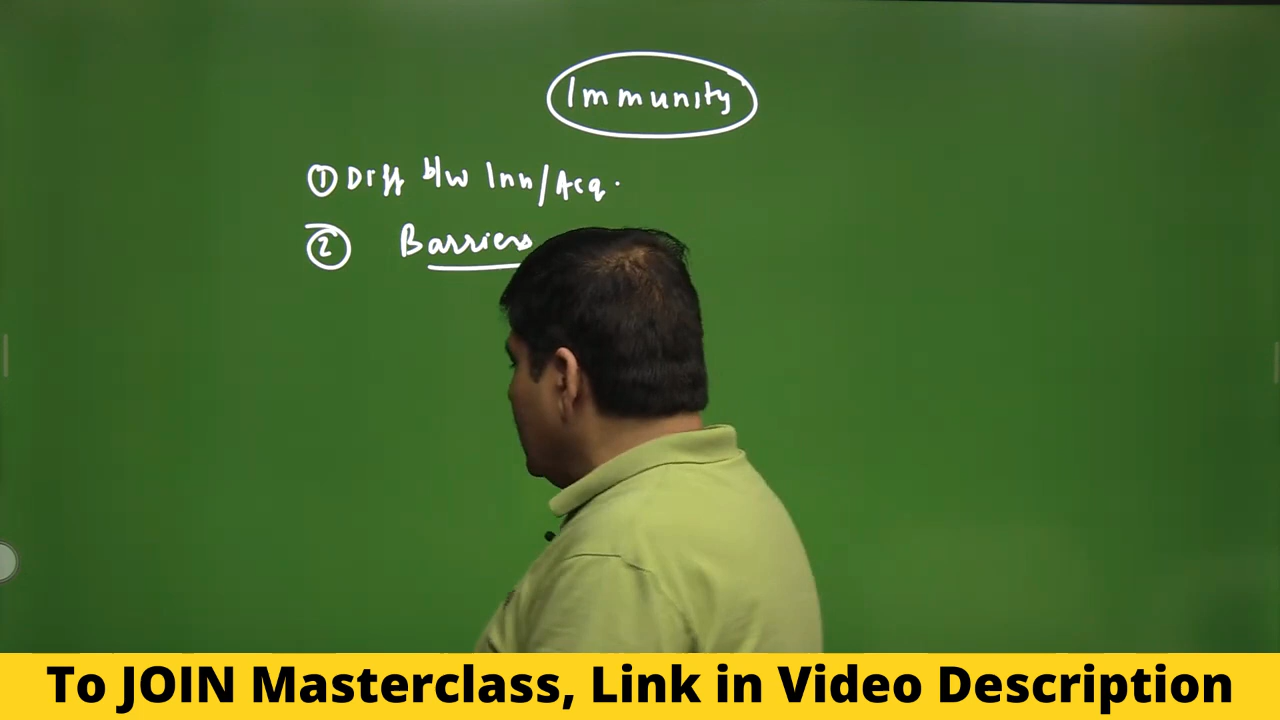 Immunity
① Diff b/w Inn/Acq.
② Barriers
To JOIN Masterclass, Link in Video Description